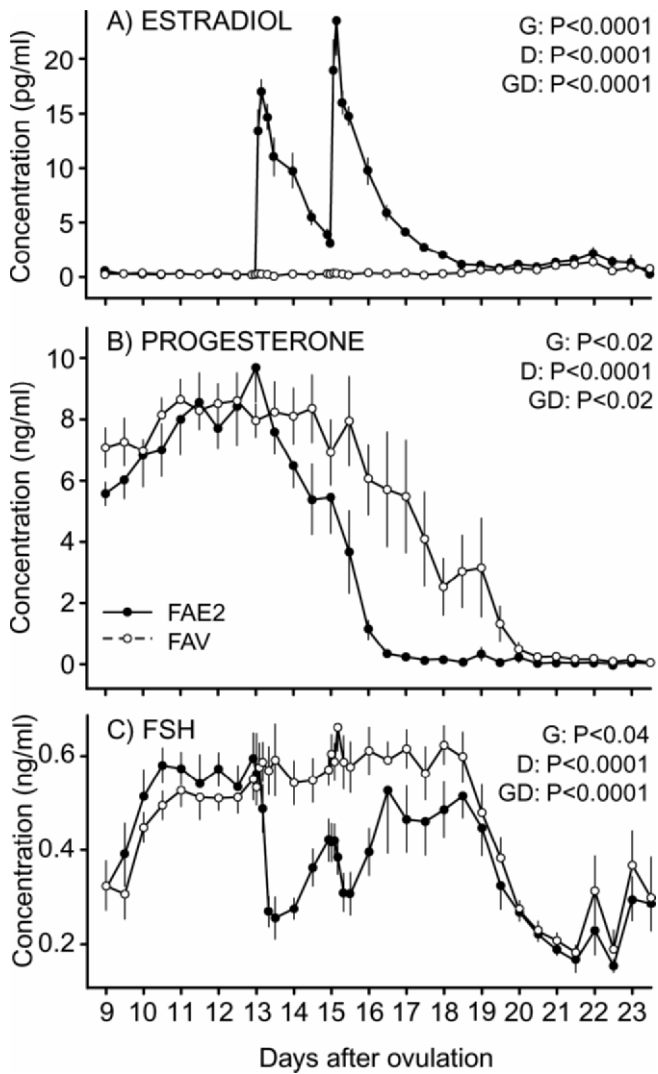 A) ESTRADIOL
G: P<0.0001
D: P<0.0001
GD: P<0.0001
Concentration (pg/ml)
20
15
10
5
0
B) PROGESTERONE
G: P<0.02
D: P<0.0001
GD: P<0.02
Concentration (ng/ml)
10
8
6
4
2
0
FAE2
FAV
C) FSH
G: P<0.04
D: P<0.0001
GD: P<0.0001
Concentration (ng/ml)
0.6
0.4
0.2
9 10 11 12 13 14 15 16 17 18 19 20 21 22 23
Days after ovulation